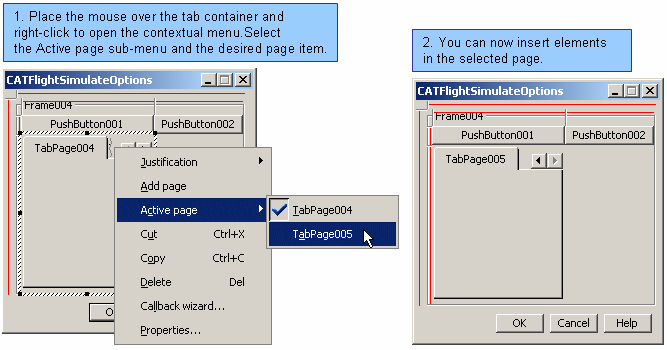 1. Place the mouse over the tab container and
right-click to open the contextual menu.Select
the Active page sub-menu and the desired page item.
CATFlightSimulateOptions
Frame004
PushButton001 PushButton002
TabPage004
Justification
Add page
Active page
TabPage004
TabPage005
Cut Ctrl+X
Copy Ctrl+C
Delete Del
Callback wizard...
Properties...
2. You can now insert elements
in the selected page.
CATFlightSimulateOptions
Frame004
PushButton001 PushButton002
TabPage005
OK Cancel Help